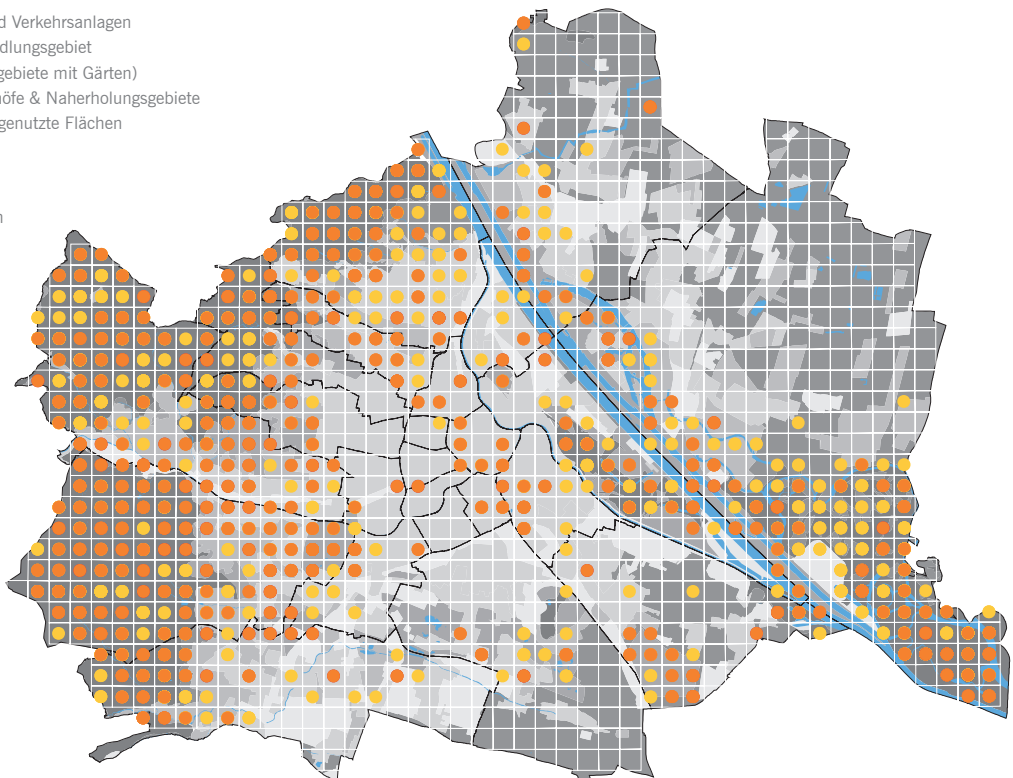 d Verkehrsanlagen
dlungsgebiet
gebiete mit Gärten)
höfe & Naherholungsgebiete
genutzte Flächen
n